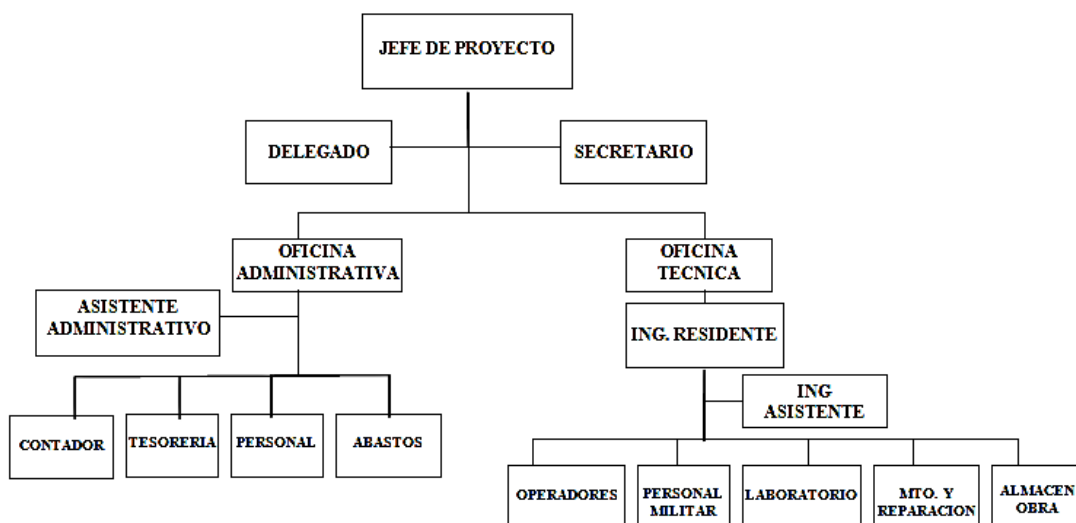 JEFE DE PROYECTO
DELEGADO
SECRETARIO
OFICINA
ADMINISTRATIVA
OFICINA
TECNICA
ASISTENTE
ADMINISTRATIVO
ING. RESIDENTE
ING
ASISTENTE
CONTADOR
TESORERIA
PERSONAL
ABASTOS
OPERADORES
PERSONAL
MILITAR
LABORATORIO
MTO. Y
REPARACION
ALMACEN
OBRA